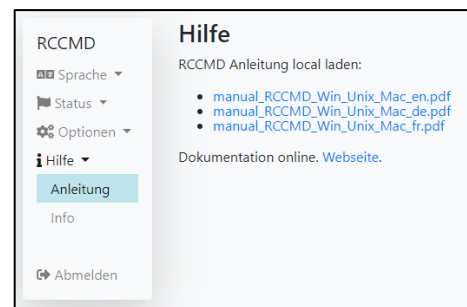 RCCMD
Sprache
Status
Optionen
Hilfe
Anleitung
Info
Abmelden
Hilfe
RCCMD Anleitung local laden:
manual_RCCMD_Win_Unix_Mac_en.pdf
manual_RCCMD_Win_Unix_Mac_de.pdf
manual_RCCMD_Win_Unix_Mac_fr.pdf
Dokumentation online. Webseite.